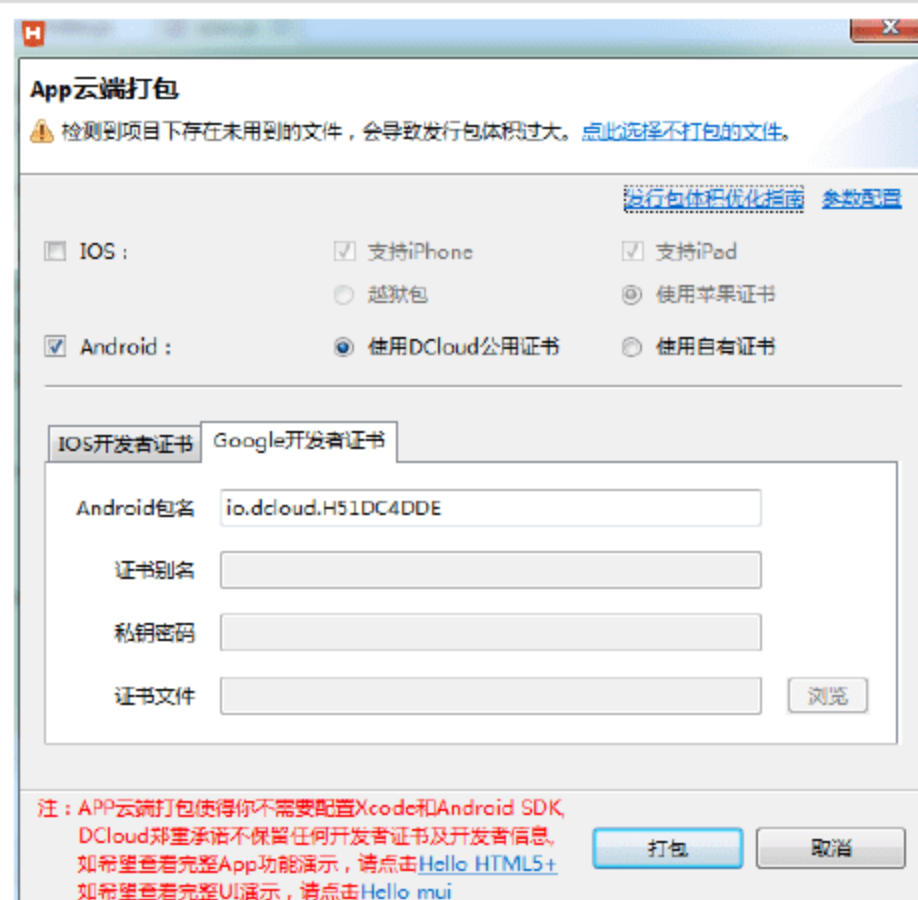 H
App云端打包
检测到项目下存在未用到的文件，会导致发行包体积过大。点此选择不打包的文件。
发行包体积优化指南 参数配置
IOS： 支持iPhone 支持iPad
越狱包 使用苹果证书
Android： 使用DCloud公用证书 使用自有证书
IOS开发者证书 Google开发者证书
Android包名 io.dcloud.H51DC4DDE
证书别名
私钥密码
证书文件 浏览
注：APP云端打包使得你不需要配置Xcode和Android SDK,
DCloud郑重承诺不保留任何开发者证书及开发者信息,
如希望查看完整App功能演示，请点击Hello HTML5+
如希望查看完整UI演示，请点击Hello mui
打包 取消